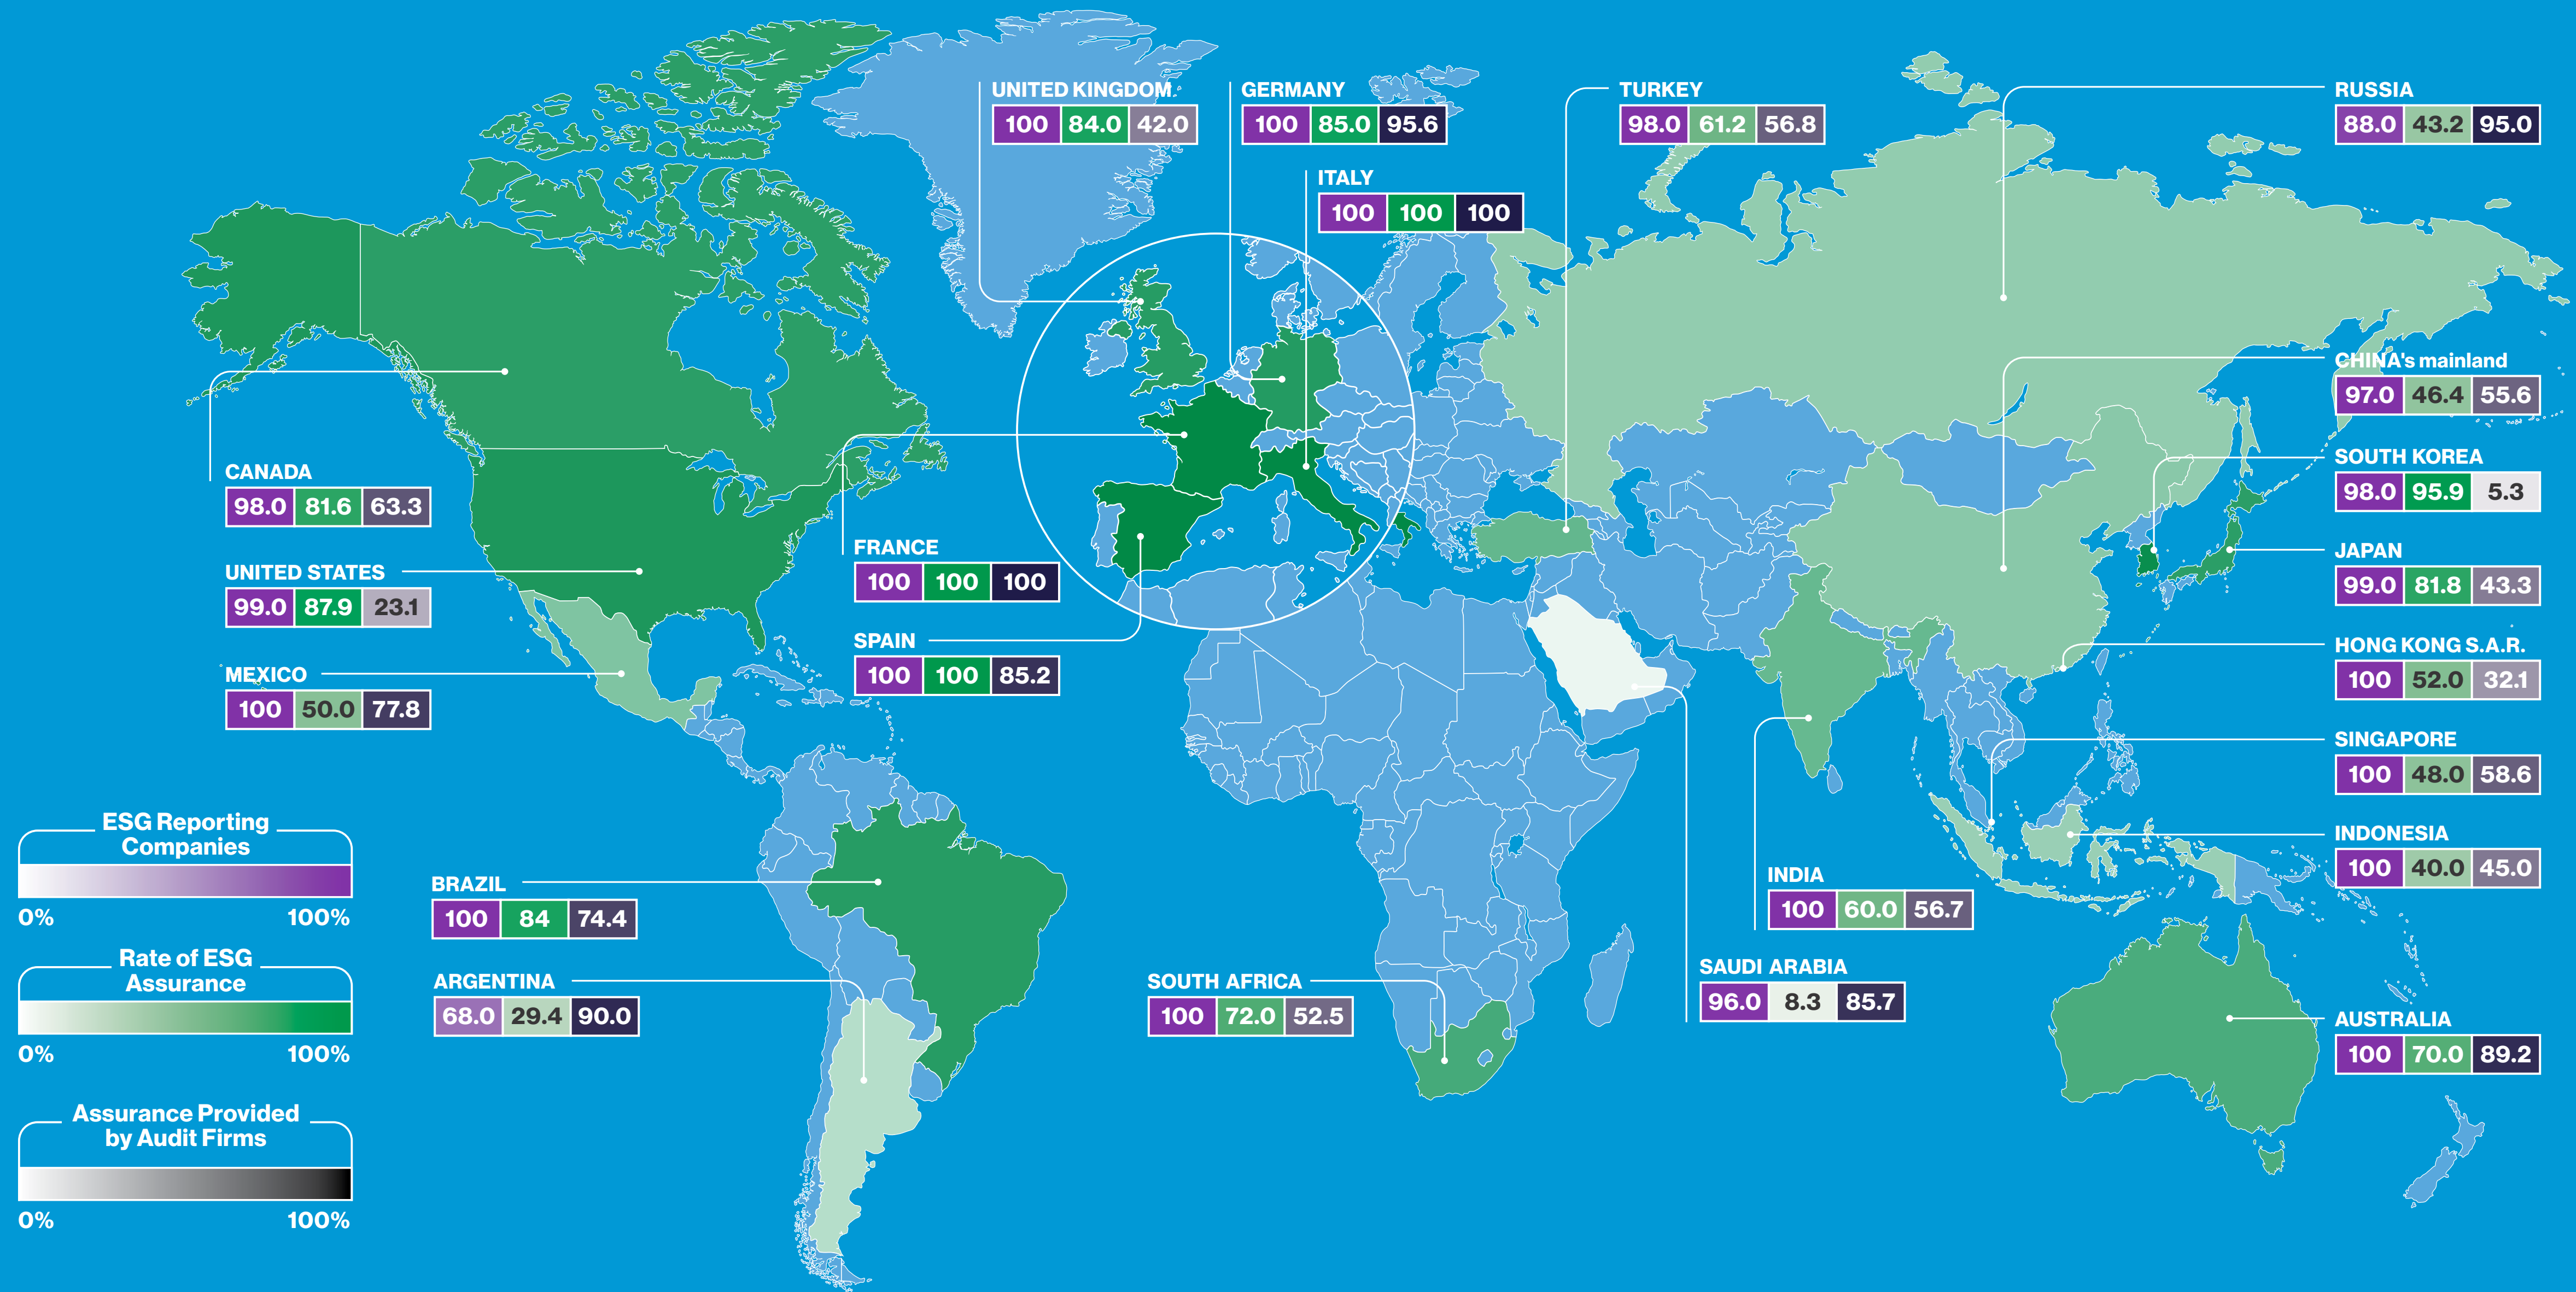 UNITED KINGDOM
100 84.0 42.0
GERMANY
100 85.0 95.6
ITALY
100 100 100
TURKEY
98.0 61.2 56.8
RUSSIA
88.0 43.2 95.0
CHINA's mainland
97.0 46.4 55.6
SOUTH KOREA
98.0 95.9 5.3
JAPAN
99.0 81.8 43.3
HONG KONG S.A.R.
100 52.0 32.1
SINGAPORE
100 48.0 58.6
INDONESIA
100 40.0 45.0
AUSTRALIA
100 70.0 89.2
CANADA
98.0 81.6 63.3
UNITED STATES
99.0 87.9 23.1
MEXICO
100 50.0 77.8
FRANCE
100 100 100
SPAIN
100 100 85.2
BRAZIL
100 84 74.4
ARGENTINA
68.0 29.4 90.0
SOUTH AFRICA
100 72.0 52.5
INDIA
100 60.0 56.7
SAUDI ARABIA
96.0 8.3 85.7
ESG Reporting
Companies
0% 100%
Rate of ESG
Assurance
0% 100%
Assurance Provided
by Audit Firms
0% 100%